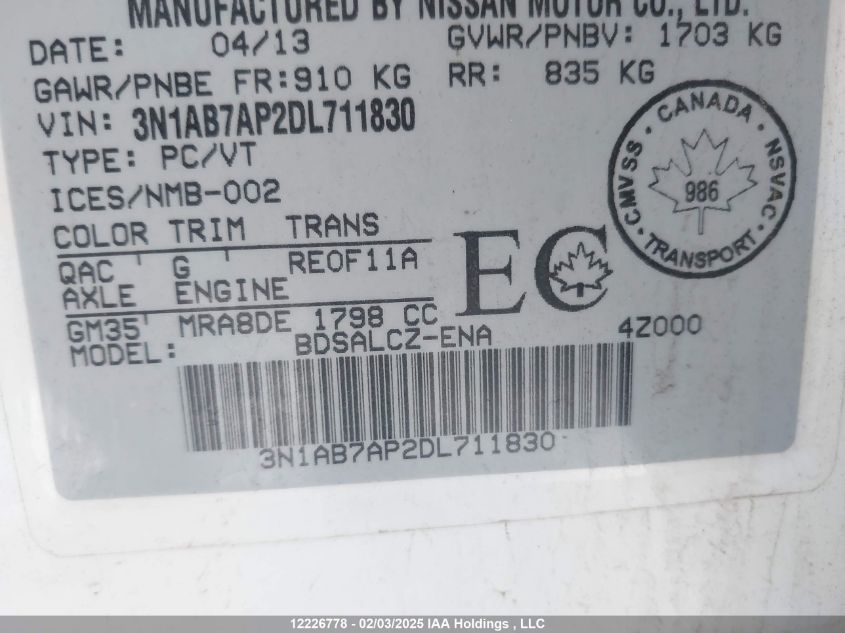 MANUFACTURED BY NISSAN MOTOR CO., LTD.
DATE: 04/13 GVWR/PNBV: 1703 KG
GAWR/PNBE FR:910 KG RR: 835 KG
VIN: 3N1AB7AP2DL711830
TYPE: PC/VT
ICES/NMB-002
COLOR TRIM TRANS
QAC G RE0F11A
AXLE ENGINE
GM35 MRA8DE 1798 CC
MODEL: BDSALCZ-ENA 4Z000
EC
CANADA · NSVAC · TRANSPORT · CMVSS ·
986
3N1AB7AP2DL711830
12226778 - 02/03/2025 IAA Holdings , LLC